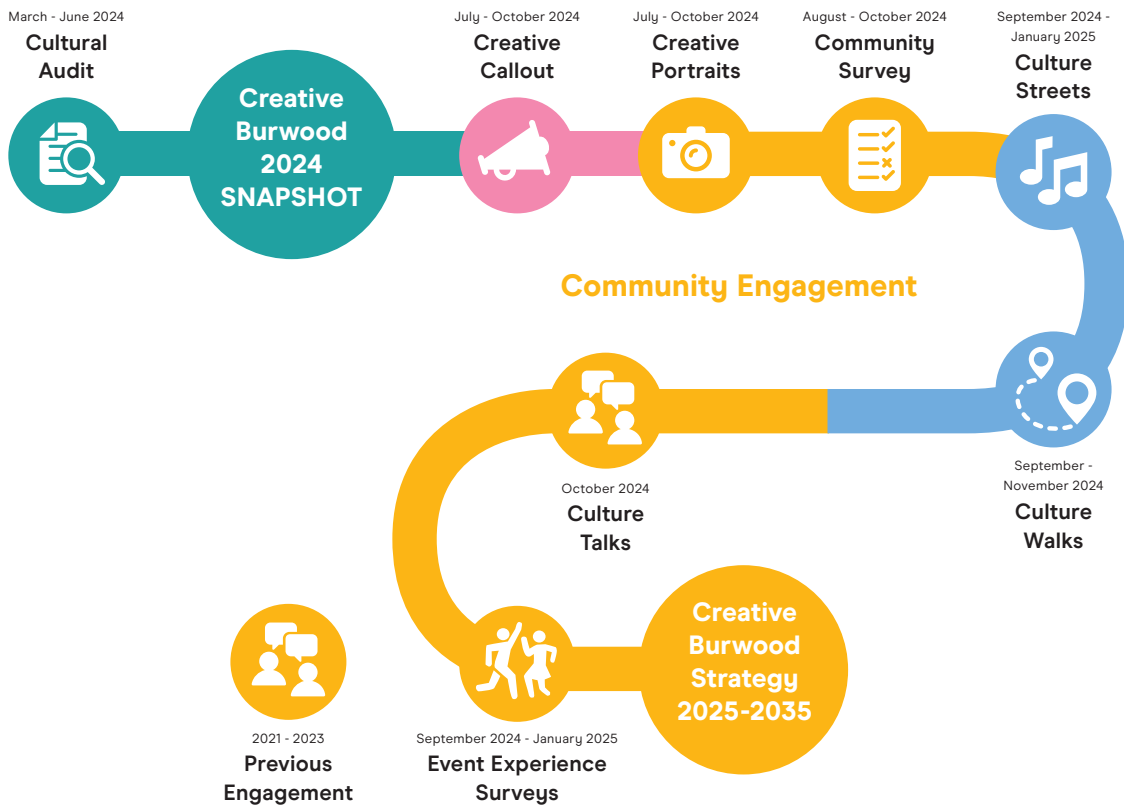 March - June 2024
Cultural
Audit
Creative
Burwood
2024
SNAPSHOT
July - October 2024
Creative
Callout
July - October 2024
Creative
Portraits
August - October 2024
Community
Survey
September 2024 -
January 2025
Culture
Streets
Community Engagement
September -
November 2024
Culture
Walks
October 2024
Culture
Talks
2021 - 2023
Previous
Engagement
September 2024 - January 2025
Event Experience
Surveys
Creative
Burwood
Strategy
2025-2035